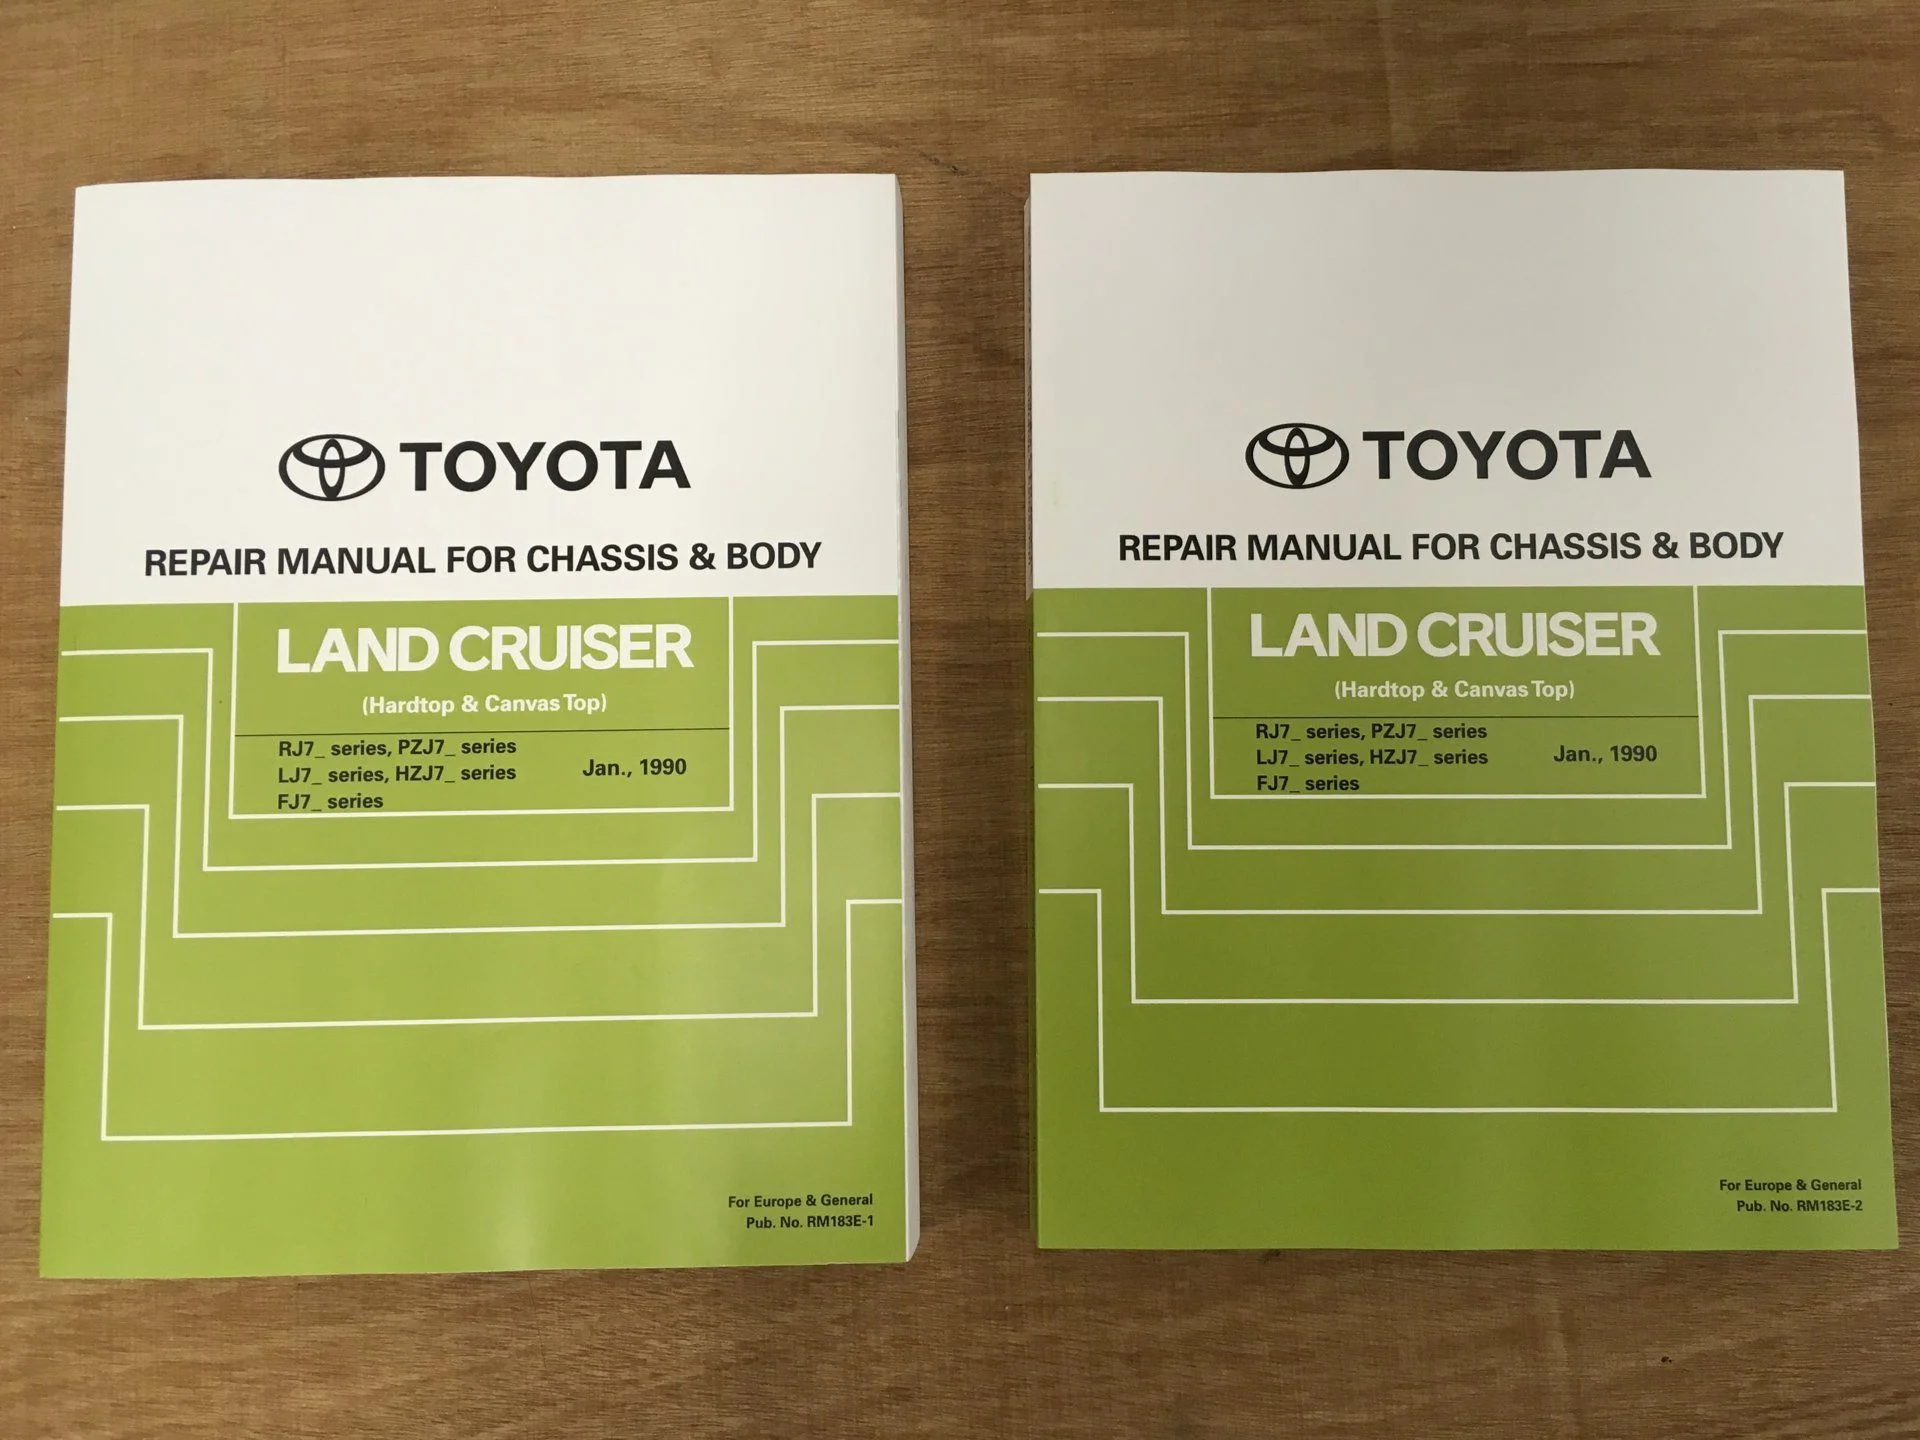 TOYOTA
REPAIR MANUAL FOR CHASSIS & BODY
LAND CRUISER
(Hardtop & Canvas Top)
RJ7_ series, PZJ7_ series
LJ7_ series, HZJ7_ series
FJ7_ series
Jan., 1990
For Europe & General
Pub. No. RM183E-1
TOYOTA
REPAIR MANUAL FOR CHASSIS & BODY
LAND CRUISER
(Hardtop & Canvas Top)
RJ7_ series, PZJ7_ series
LJ7_ series, HZJ7_ series
FJ7_ series
Jan., 1990
For Europe & General
Pub. No. RM183E-2